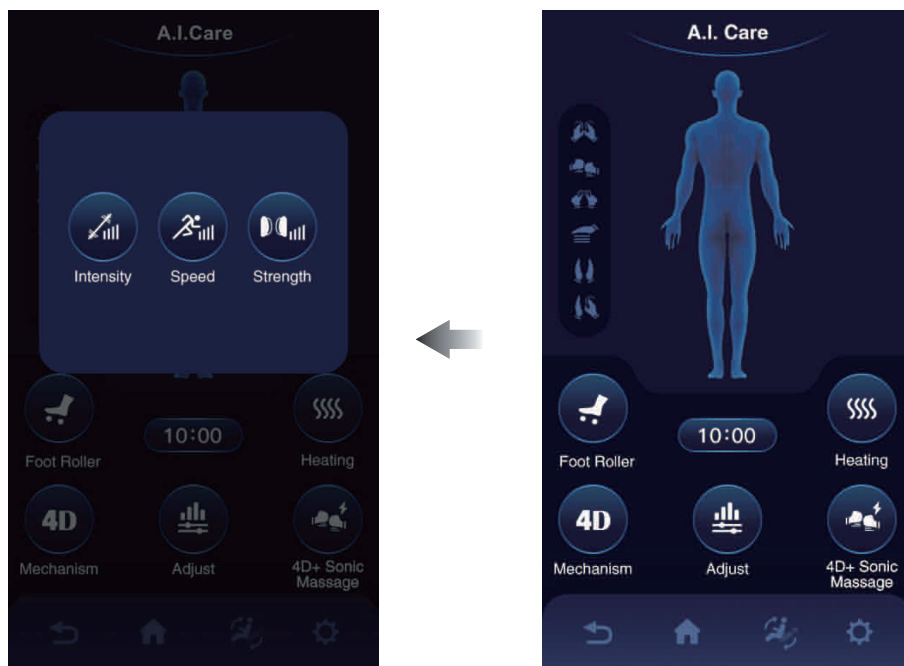 A.I.Care
Intensity
Speed
Strength
10:00
Foot Roller
Heating
4D
Mechanism
Adjust
4D+ Sonic
Massage
A.I. Care
10:00
Foot Roller
Heating
4D
Mechanism
Adjust
4D+ Sonic
Massage